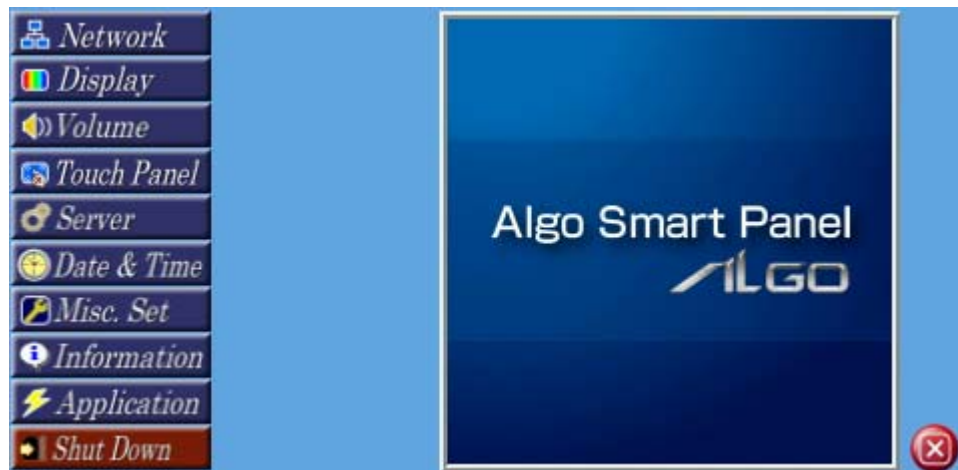 Network
Display
Volume
Touch Panel
Server
Date & Time
Misc. Set
Information
Application
Shut Down
Algo Smart Panel
ALGO